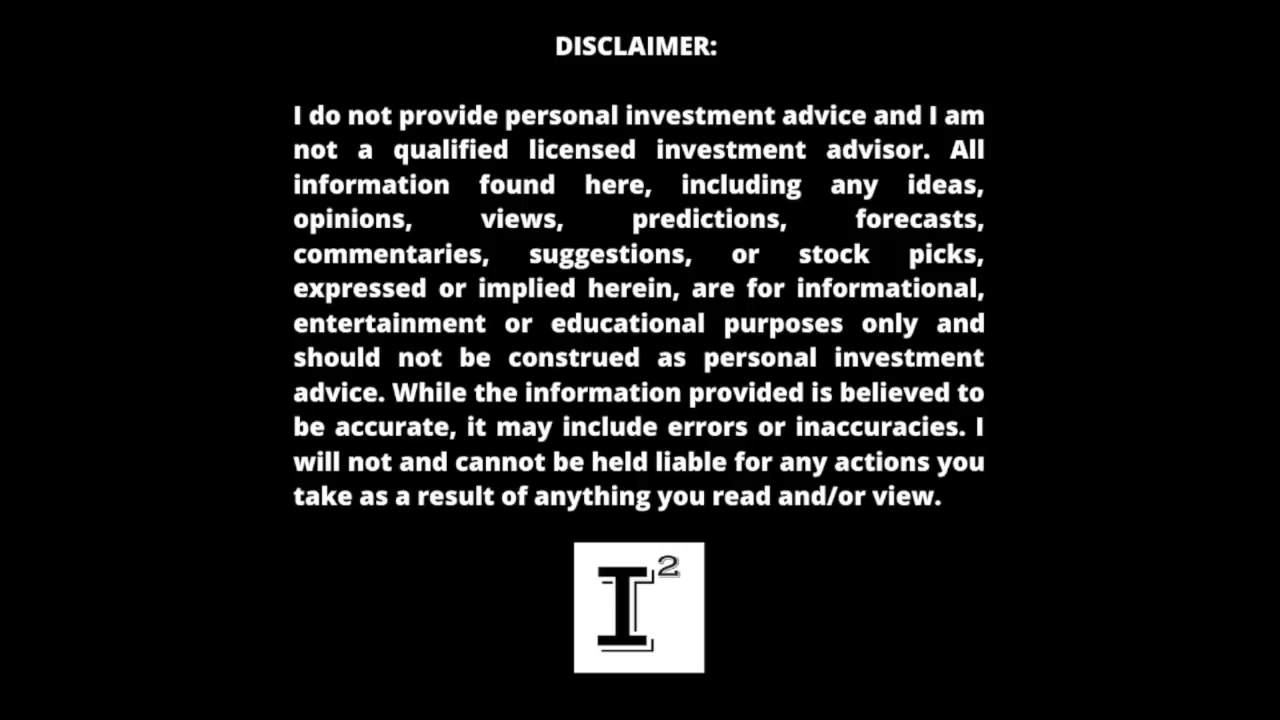 DISCLAIMER:
I do not provide personal investment advice and I am
not a qualified licensed investment advisor. All
information found here, including any ideas,
opinions, views, predictions, forecasts,
commentaries, suggestions, or stock picks,
expressed or implied herein, are for informational,
entertainment or educational purposes only and
should not be construed as personal investment
advice. While the information provided is believed to
be accurate, it may include errors or inaccuracies. I
will not and cannot be held liable for any actions you
take as a result of anything you read and/or view.
I²